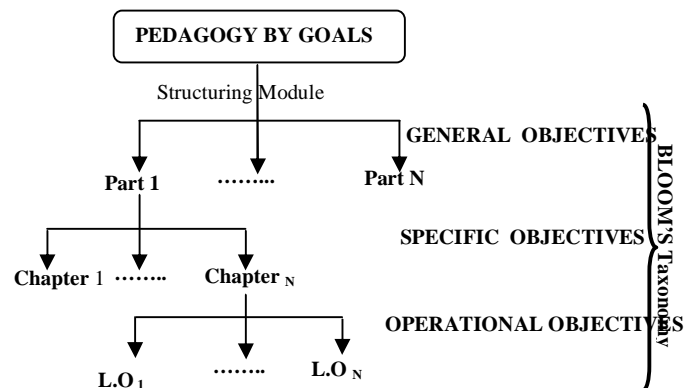 PEDAGOGY BY GOALS
Structuring Module
GENERAL OBJECTIVES
Part 1
……...
Part N
SPECIFIC OBJECTIVES
Chapter 1
……..
Chapter N
OPERATIONAL OBJECTIVES
L.O 1
……..
L.O N
BLOOM'S Taxonomy